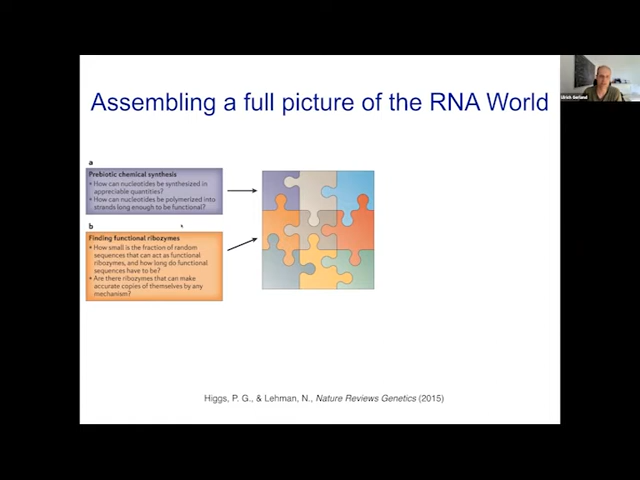 Assembling a full picture of the RNA World
a
Prebiotic chemical synthesis
• How can nucleotides be synthesized in
appreciable quantities?
• How can nucleotides be polymerized into
strands long enough to be functional?
b
Finding functional ribozymes
• How small is the fraction of random
sequences that can act as functional
ribozymes, and how long do functional
sequences have to be?
• Are there ribozymes that can make
accurate copies of themselves by any
mechanism?
Higgs, P. G., & Lehman, N., Nature Reviews Genetics (2015)
Ulrich Gerland